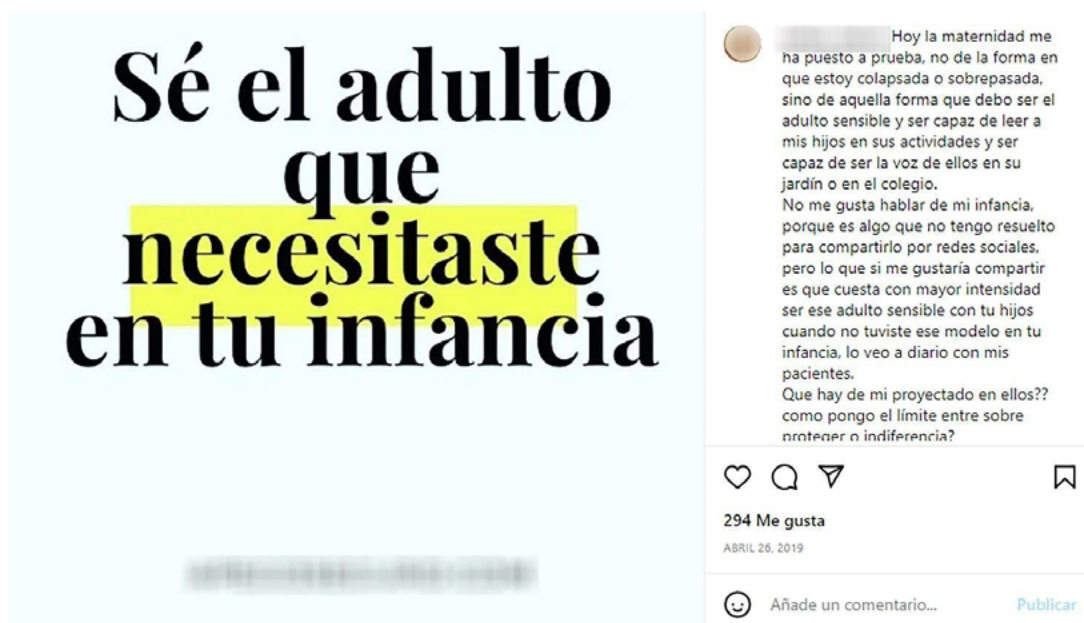 Sé el adulto
que
necesitaste
en tu infancia
Hoy la maternidad me
ha puesto a prueba, no de la forma en
que estoy colapsada o sobrepasada,
sino de aquella forma que debo ser el
adulto sensible y ser capaz de leer a
mis hijos en sus actividades y ser
capaz de ser la voz de ellos en su
jardín o en el colegio.
No me gusta hablar de mi infancia,
porque es algo que no tengo resuelto
para compartirlo por redes sociales,
pero lo que si me gustaría compartir
es que cuesta con mayor intensidad
ser ese adulto sensible con tu hijos
cuando no tuviste ese modelo en tu
infancia, lo veo a diario con mis
pacientes.
Que hay de mi proyectado en ellos??
como pongo el límite entre sobre
proteger o indiferencia?
294 Me gusta
ABRIL 26, 2019
Añade un comentario...
Publicar